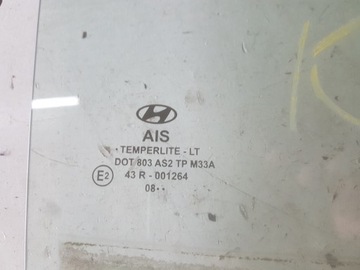 AIS
·TEMPERLITE - LT
DOT 803 AS2 TP M33A
E2 43 R - 001264
08··